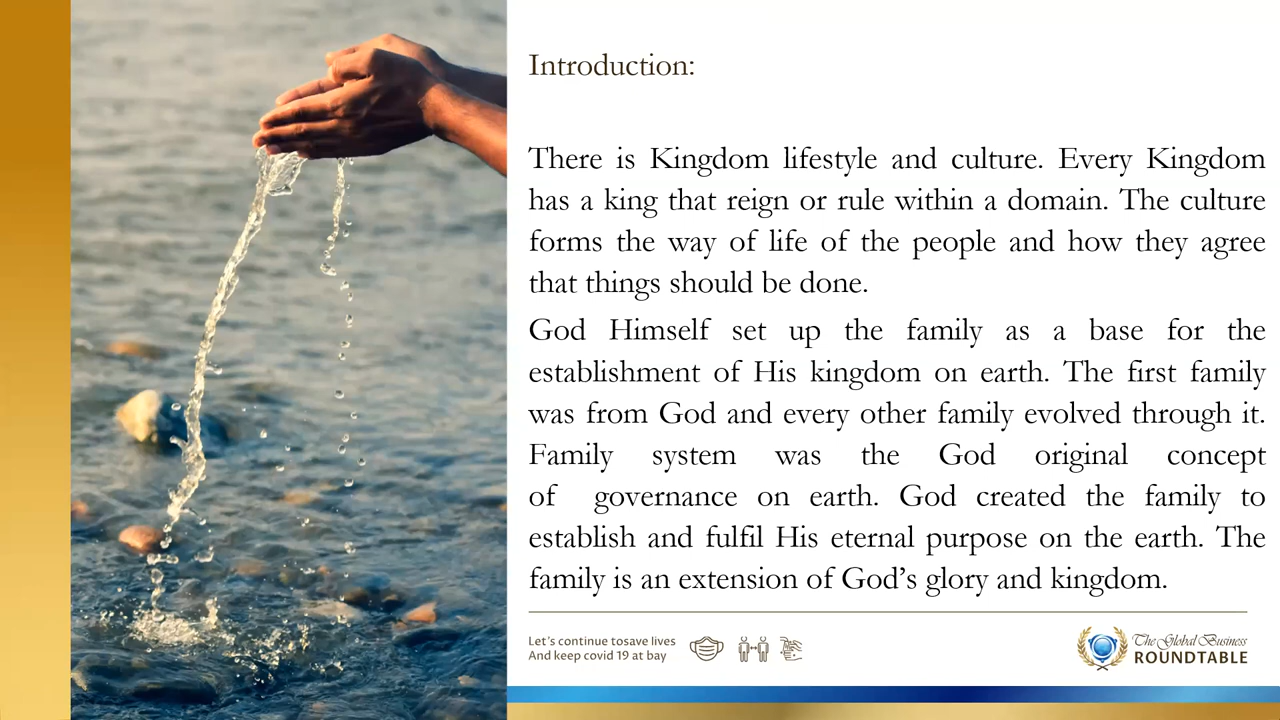 Introduction:
There is Kingdom lifestyle and culture. Every Kingdom
has a king that reign or rule within a domain. The culture
forms the way of life of the people and how they agree
that things should be done.
God Himself set up the family as a base for the
establishment of His kingdom on earth. The first family
was from God and every other family evolved through it.
Family system was the God original concept
of governance on earth. God created the family to
establish and fulfil His eternal purpose on the earth. The
family is an extension of God’s glory and kingdom.
Let’s continue tosave lives
And keep covid 19 at bay
The Global Business
ROUNDTABLE